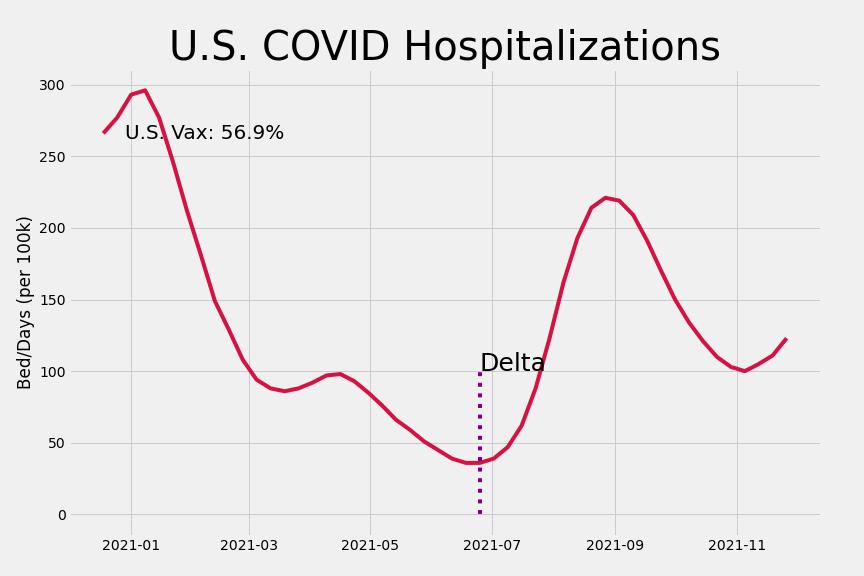 U.S. COVID Hospitalizations
300
U.S. Vax: 56.9%
250
200
Bed/Days (per 100k)
150
Delta
100
50
0
2021-01 2021-03 2021-05 2021-07 2021-09 2021-11